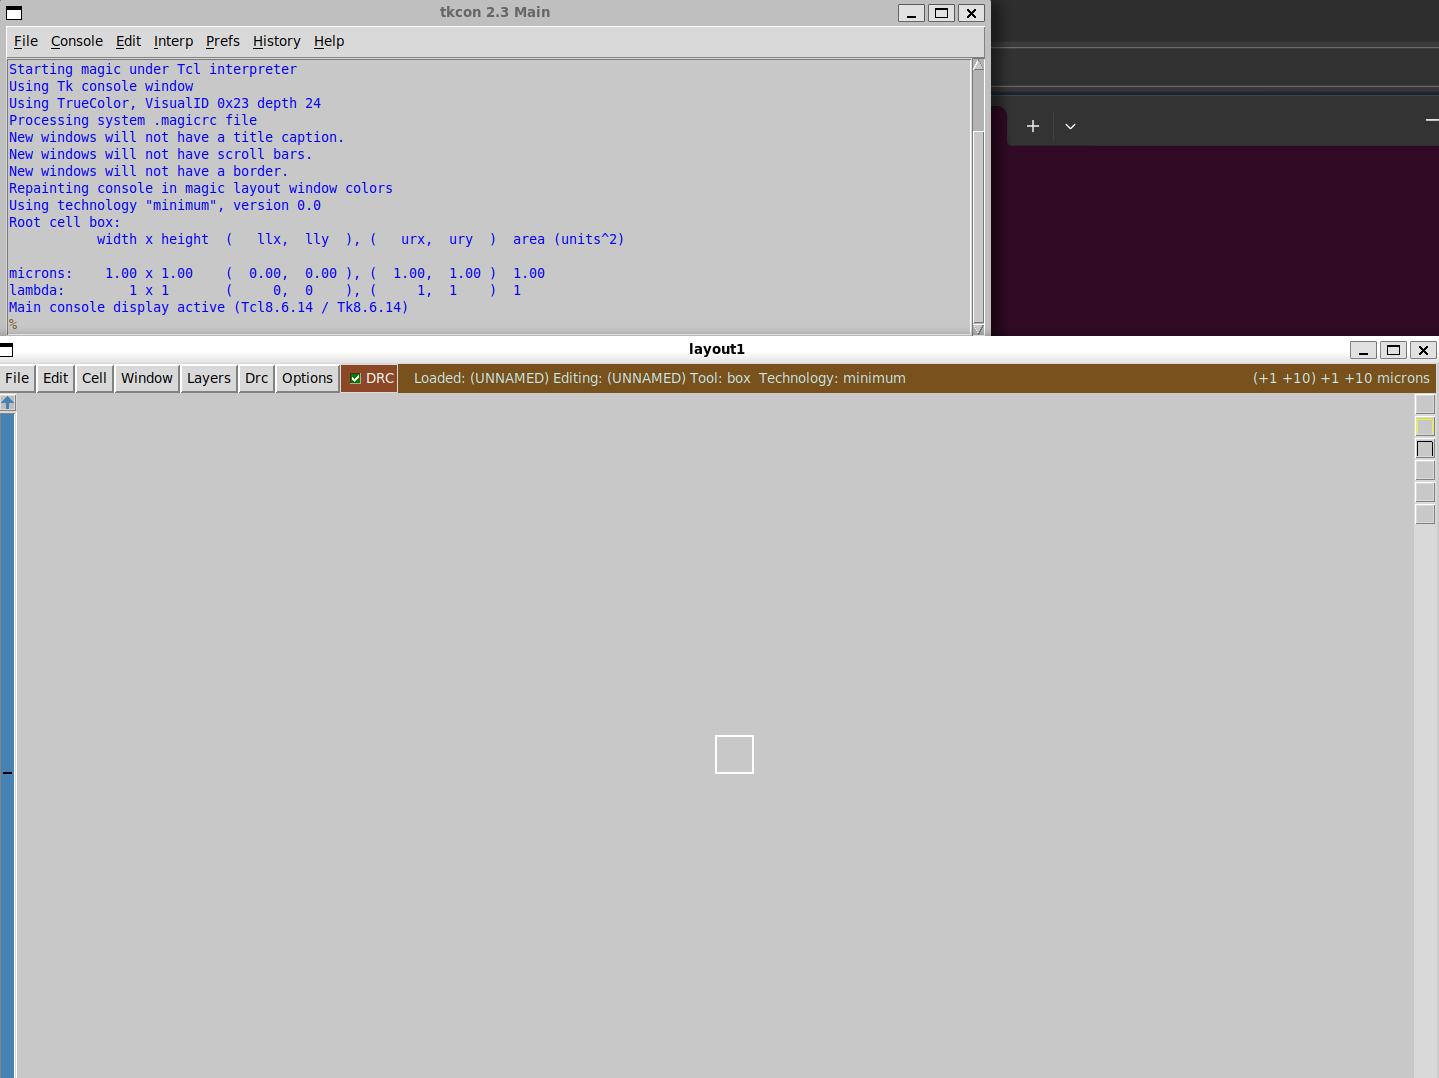 tkcon 2.3 Main
File Console Edit Interp Prefs History Help
Starting magic under Tcl interpreter
Using Tk console window
Using TrueColor, VisualID 0x23 depth 24
Processing system .magicrc file
New windows will not have a title caption.
New windows will not have scroll bars.
New windows will not have a border.
Repainting console in magic layout window colors
Using technology "minimum", version 0.0
Root cell box:
width x height ( llx, lly ), ( urx, ury ) area (units^2)
microns: 1.00 x 1.00 ( 0.00, 0.00 ), ( 1.00, 1.00 ) 1.00
lambda: 1 x 1 ( 0, 0 ), ( 1, 1 ) 1
Main console display active (Tcl8.6.14 / Tk8.6.14)
%
layout1
File Edit Cell Window Layers Drc Options DRC Loaded: (UNNAMED) Editing: (UNNAMED) Tool: box Technology: minimum (+1 +10) +1 +10 microns